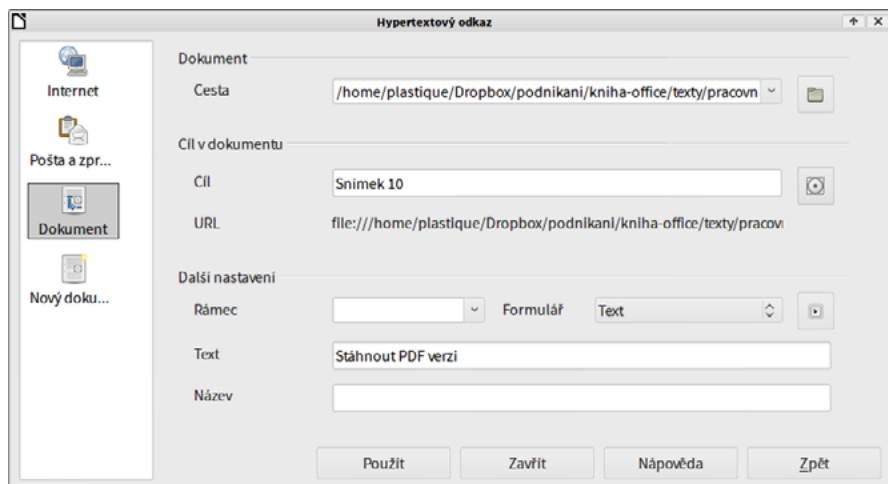 Hypertextový odkaz
Internet
Pošta a zpr...
Dokument
Nový doku...
Dokument
Cesta /home/plastique/Dropbox/podnikani/kniha-office/texty/pracovn
Cíl v dokumentu
Cíl Snímek 10
URL file:///home/plastique/Dropbox/podnikani/kniha-office/texty/pracovn
Další nastavení
Rámec Formulář Text
Text Stáhnout PDF verzi
Název
Použít Zavřít Nápověda Zpět